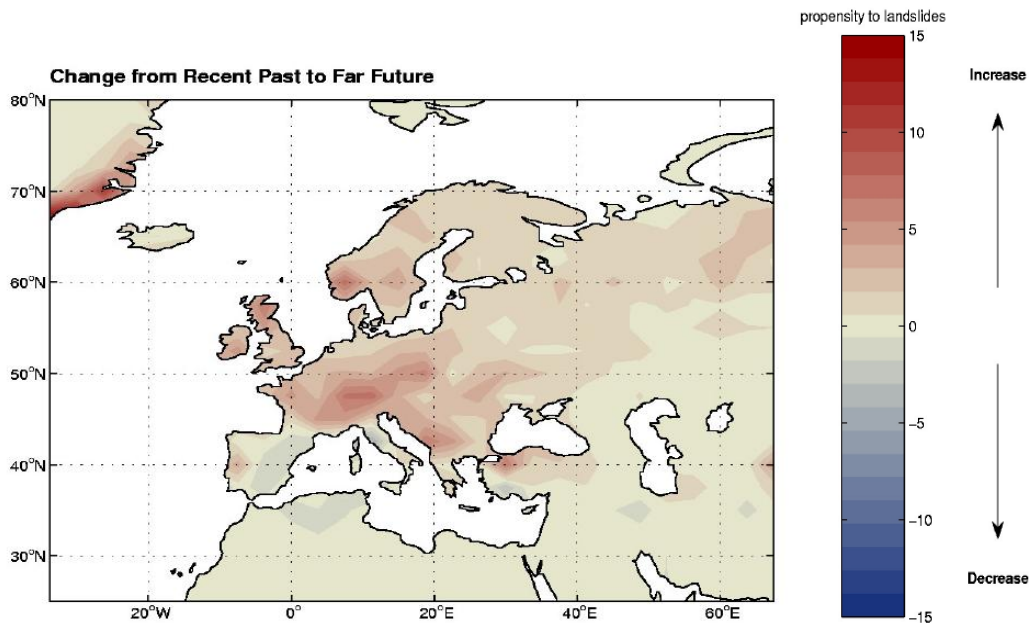 propensity to landslides
Change from Recent Past to Far Future
80°N
70°N
60°N
50°N
40°N
30°N
20°W
0°
20°E
40°E
60°E
15
10
5
0
−5
−10
−15
Increase
Decrease